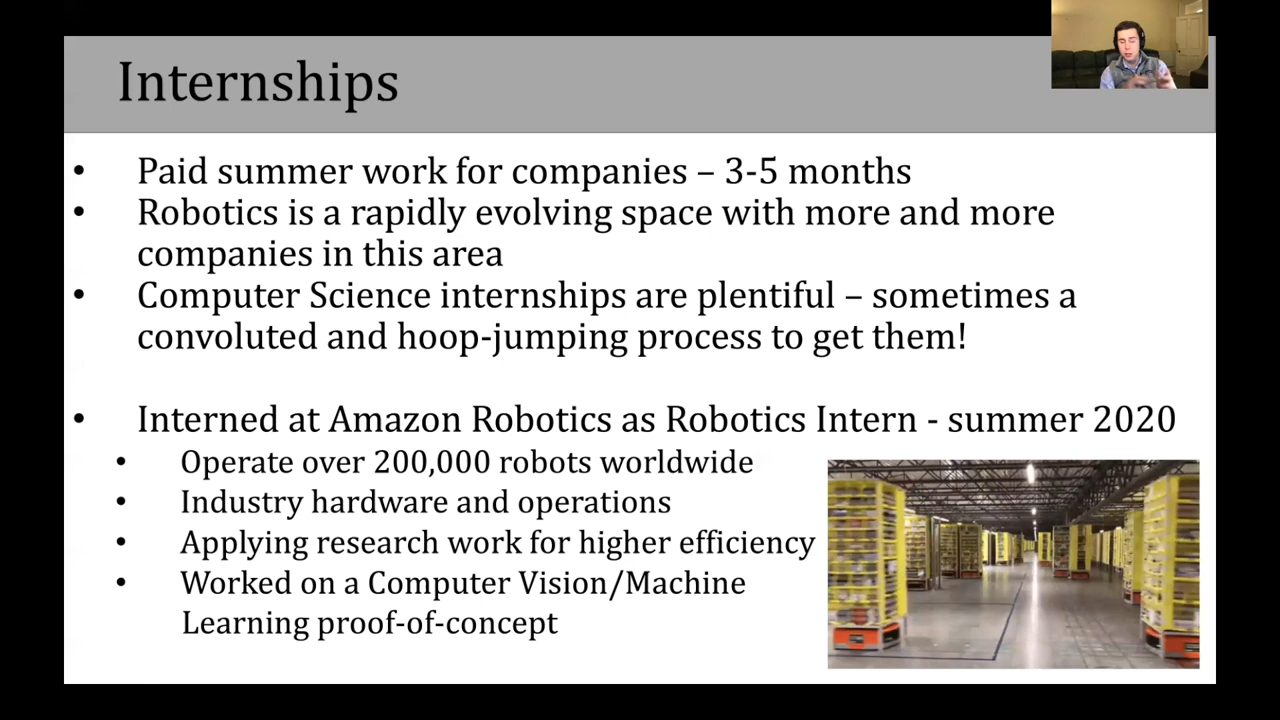 Internships
• Paid summer work for companies – 3-5 months
• Robotics is a rapidly evolving space with more and more
companies in this area
• Computer Science internships are plentiful – sometimes a
convoluted and hoop-jumping process to get them!
• Interned at Amazon Robotics as Robotics Intern - summer 2020
• Operate over 200,000 robots worldwide
• Industry hardware and operations
• Applying research work for higher efficiency
• Worked on a Computer Vision/Machine
Learning proof-of-concept